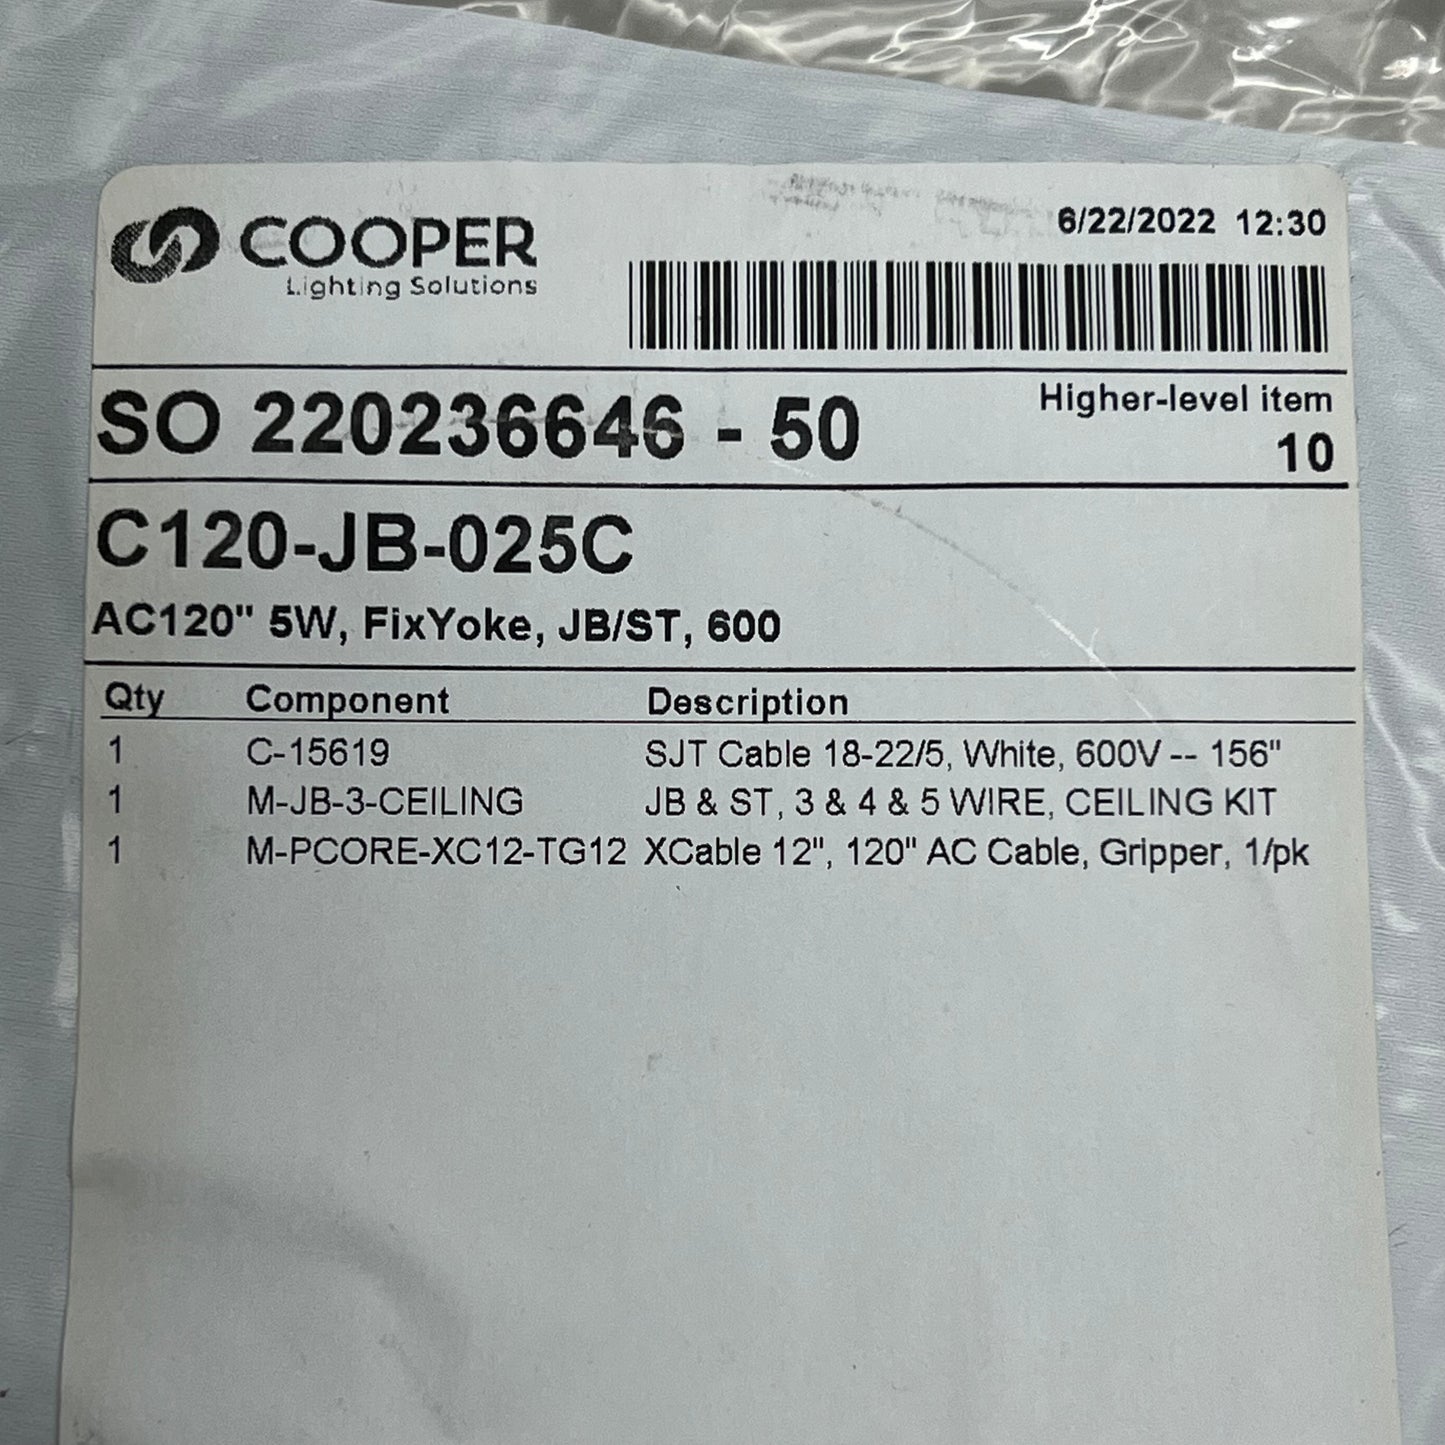 COOPER
Lighting Solutions
6/22/2022 12:30
SO 220236646 - 50
Higher-level item
10
C120-JB-025C
AC120" 5W, FixYoke, JB/ST, 600
Qty Component Description
1 C-15619 SJT Cable 18-22/5, White, 600V -- 156"
1 M-JB-3-CEILING JB & ST, 3 & 4 & 5 WIRE, CEILING KIT
1 M-PCORE-XC12-TG12 XCable 12", 120" AC Cable, Gripper, 1/pk